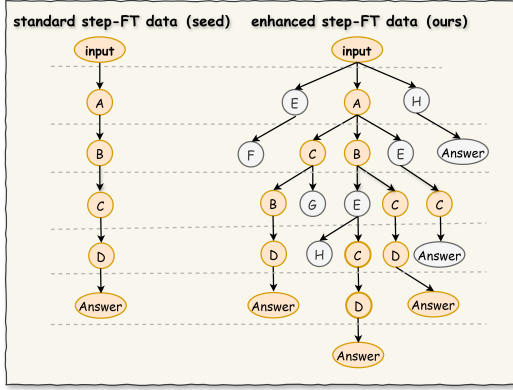 standard step-FT data (seed) enhanced step-FT data (ours)
input input
A E A H
B F C B E Answer
C B G E C C
D D H C D Answer
Answer Answer D Answer
Answer